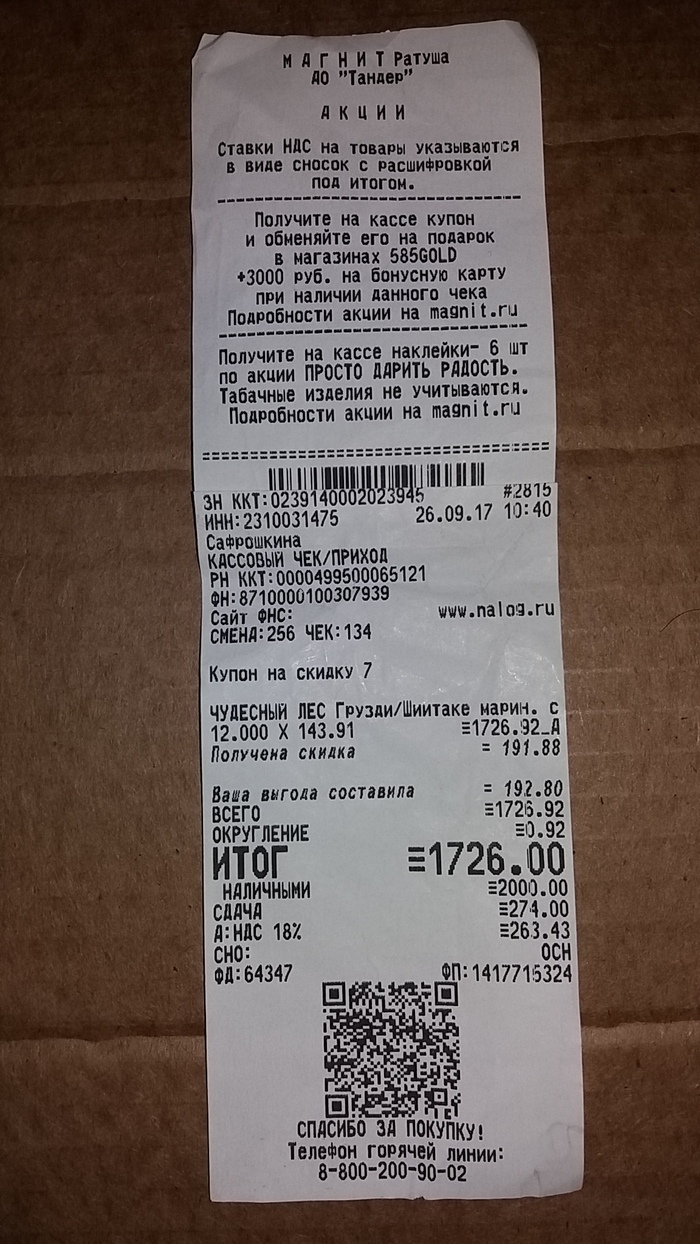 М А Г Н И Т Ратуша
АО "Тандер"
А К Ц И И
Ставки НДС на товары указываются
в виде сносок с расшифровкой
под итогом.
Получите на кассе купон
и обменяйте его на подарок
в магазинах 585GOLD
+3000 руб. на бонусную карту
при наличии данного чека
Подробности акции на magnit.ru
Получите на кассе наклейки- 6 шт
по акции ПРОСТО ДАРИТЬ РАДОСТЬ.
Табачные изделия не учитываются.
Подробности акции на magnit.ru
ЗН ККТ:0239140002023945 #2815
ИНН:2310031475 26.09.17 10:40
Сафрошкина
КАССОВЫЙ ЧЕК/ПРИХОД
РН ККТ:0000499500065121
ФН:8710000100307939
Сайт ФНС: www.nalog.ru
СМЕНА:256 ЧЕК:134
Купон на скидку 7
ЧУДЕСНЫЙ ЛЕС Грузди/Шиитаке марин. с
12.000 X 143.91 ≡1726.92_А
Получена скидка = 191.88
Ваша выгода составила = 192.80
ВСЕГО ≡1726.92
ОКРУГЛЕНИЕ ≡0.92
ИТОГ ≡1726.00
НАЛИЧНЫМИ ≡2000.00
СДАЧА ≡274.00
А:НДС 18% ≡263.43
СНО: ОСН
ФД:64347 ФП:1417715324
СПАСИБО ЗА ПОКУПКУ!
Телефон горячей линии:
8-800-200-90-02